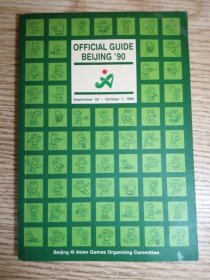 OFFICIAL GUIDE
BEIJING '90
September 22 - October 7, 1990
Beijing XI Asian Games Organizing Committee